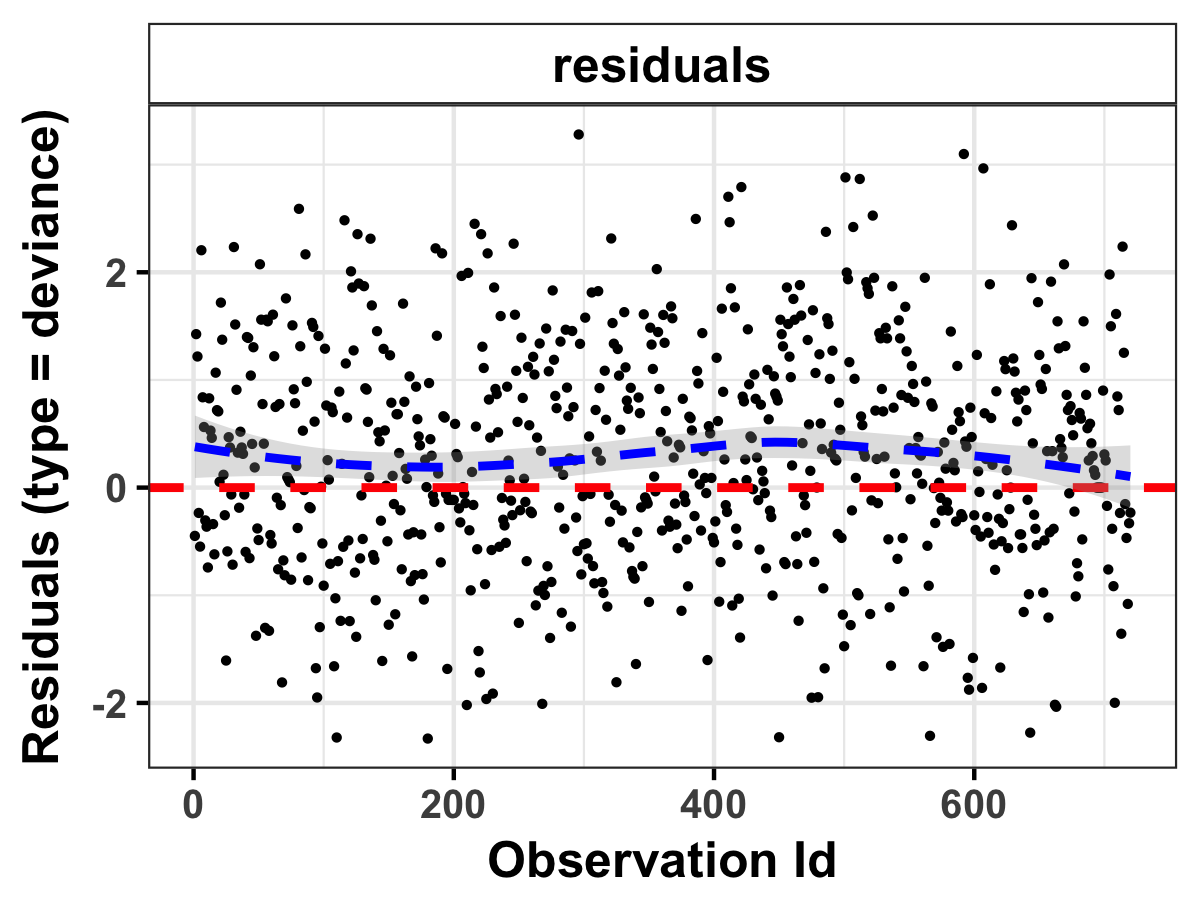 residuals
Residuals (type = deviance)
2
0
-2
0
200
400
600
Observation Id